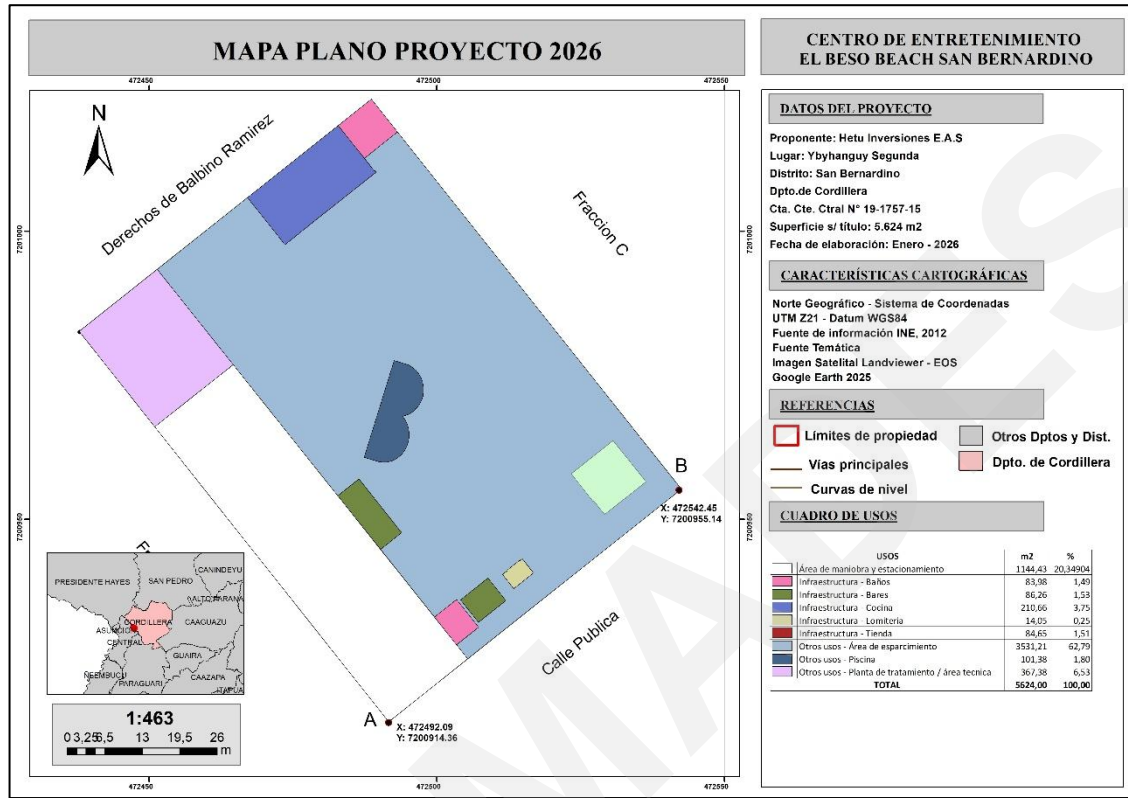 MAPA PLANO PROYECTO 2026
CENTRO DE ENTRETENIMIENTO
EL BESO BEACH SAN BERNARDINO
472450
472500
472550
N
Derechos de Balbino Ramirez
Fraccion C
7201000
7201000
7200950
7200950
B
X: 472542.45
Y: 7200955.14
Calle Publica
A
X: 472492.09
Y: 7200914.36
PRESIDENTE HAYES
SAN PEDRO
CANINDEYU
ALTO PARANA
CORDILLERA
CAAGUAZU
ASUNCIO
CENTRAL
GUAIRA
ÑEEMBUCU
PARAGUARI
CAAZAPA
ITAPUA
1:463
0 3,25 6,5 13 19,5 26
m
472450
472500
472550
DATOS DEL PROYECTO
Proponente: Hetu Inversiones E.A.S
Lugar: Ybyhanguy Segunda
Distrito: San Bernardino
Dpto.de Cordillera
Cta. Cte. Ctral N° 19-1757-15
Superficie s/ título: 5.624 m2
Fecha de elaboración: Enero - 2026
CARACTERÍSTICAS CARTOGRÁFICAS
Norte Geográfico - Sistema de Coordenadas
UTM Z21 - Datum WGS84
Fuente de información INE, 2012
Fuente Temática
Imagen Satelital Landviewer - EOS
Google Earth 2025
REFERENCIAS
Límites de propiedad
Otros Dptos y Dist.
Vías principales
Dpto. de Cordillera
Curvas de nivel
CUADRO DE USOS
USOS m2 %
Área de maniobra y estacionamiento 1144,43 20,34904
Infraestructura - Baños 83,98 1,49
Infraestructura - Bares 86,26 1,53
Infraestructura - Cocina 210,66 3,75
Infraestructura - Lomiteria 14,05 0,25
Infraestructura - Tienda 84,65 1,51
Otros usos - Área de esparcimiento 3531,21 62,79
Otros usos - Piscina 101,38 1,80
Otros usos - Planta de tratamiento / área tecnica 367,38 6,53
TOTAL 5624,00 100,00
MADES